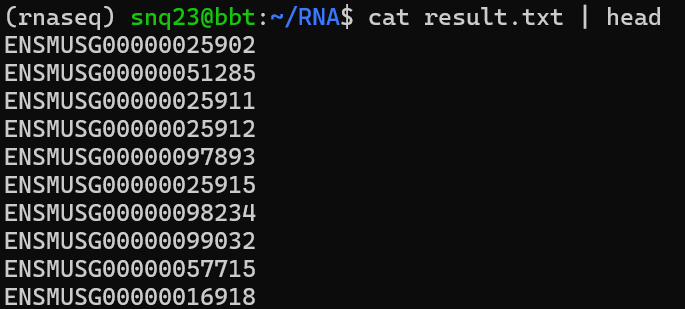 (rnaseq) snq23@bbt:~/RNA$ cat result.txt | head
ENSMUSG00000025902
ENSMUSG00000051285
ENSMUSG00000025911
ENSMUSG00000025912
ENSMUSG00000097893
ENSMUSG00000025915
ENSMUSG00000098234
ENSMUSG00000099032
ENSMUSG00000057715
ENSMUSG00000016918